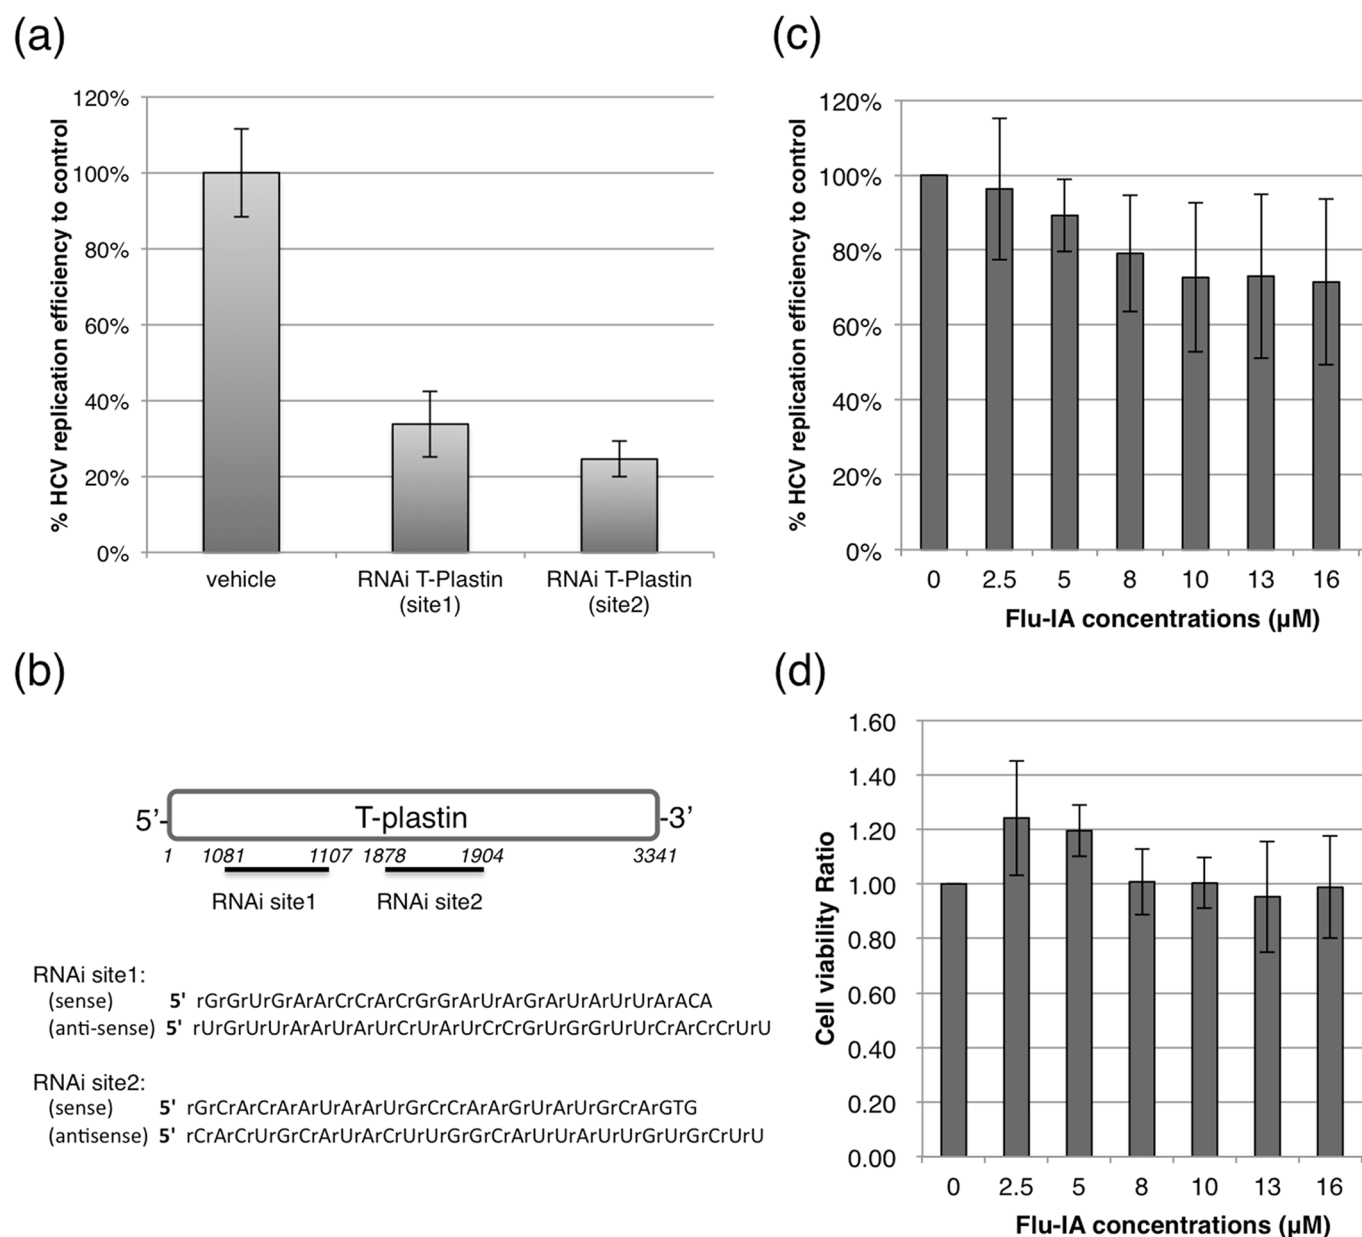 (a)
% HCV replication efficiency to control
120%
100%
80%
60%
40%
20%
0%
vehicle
RNAi T-Plastin
(site1)
RNAi T-Plastin
(site2)
(b)
5’-
T-plastin
-3’
1
1081
1107
1878
1904
3341
RNAi site1
RNAi site2
RNAi site1:
(sense) 5' rGrGrUrGrArArCrCrArCrGrGrArUrArGrArUrArUrUrArACA
(anti-sense) 5' rUrGrUrUrArArUrArUrCrUrArUrCrCrGrUrGrGrUrUrCrArCrCrUrU
RNAi site2:
(sense) 5' rGrCrArCrArArUrArArUrGrCrCrArArGrUrArUrGrCrArGTG
(antisense) 5' rCrArCrUrGrCrArUrArCrUrUrGrGrCrArUrUrArUrUrGrUrGrCrUrU
(c)
% HCV replication efficiency to control
120%
100%
80%
60%
40%
20%
0%
0 2.5 5 8 10 13 16
Flu-IA concentrations (µM)
(d)
Cell viability Ratio
1.60
1.40
1.20
1.00
0.80
0.60
0.40
0.20
0.00
0 2.5 5 8 10 13 16
Flu-IA concentrations (µM)